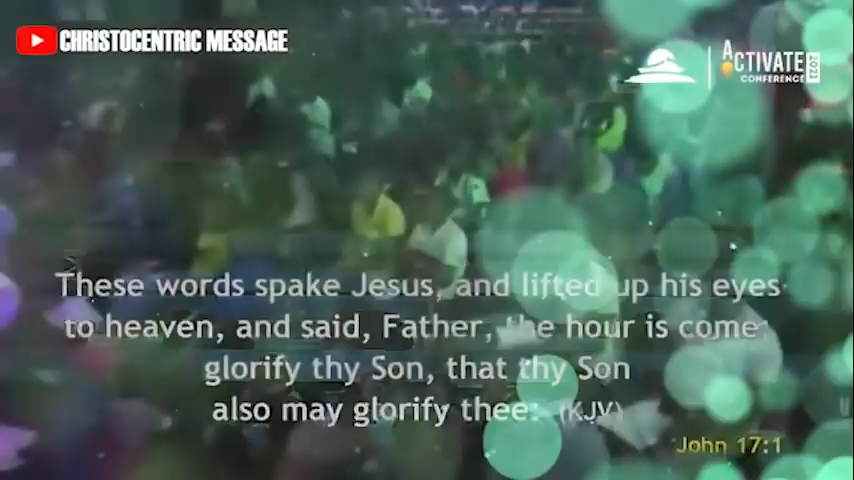 CHRISTOCENTRIC MESSAGE
ACTIVATE
CONFERENCE 2021
These words spake Jesus, and lifted up his eyes
to heaven, and said, Father, the hour is come;
glorify thy Son, that thy Son
also may glorify thee: (KJV)
John 17:1